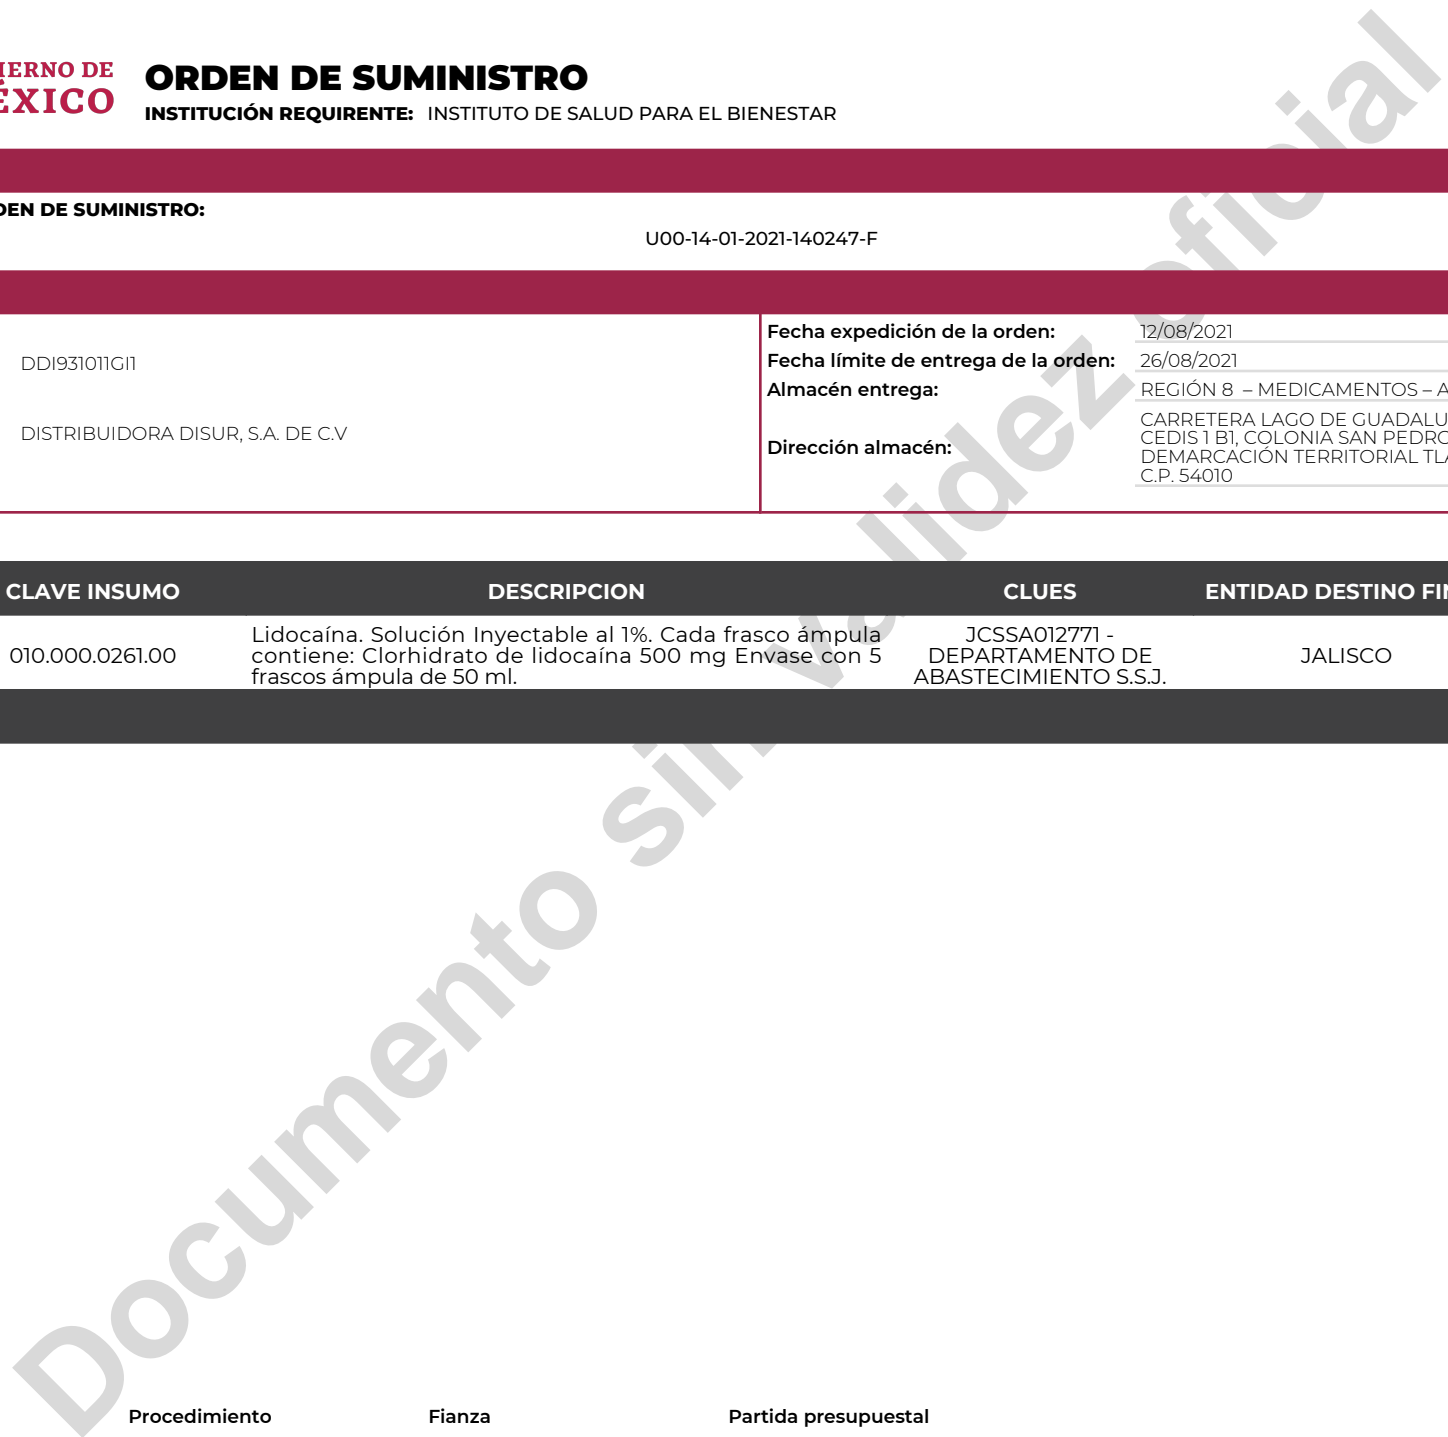 IERNO DE
ÉXICO
ORDEN DE SUMINISTRO
INSTITUCIÓN REQUIRENTE: INSTITUTO DE SALUD PARA EL BIENESTAR
DEN DE SUMINISTRO:
U00-14-01-2021-140247-F
DDI931011GI1
DISTRIBUIDORA DISUR, S.A. DE C.V
Fecha expedición de la orden: 12/08/2021
Fecha límite de entrega de la orden: 26/08/2021
Almacén entrega: REGIÓN 8 – MEDICAMENTOS – A
Dirección almacén:
CARRETERA LAGO DE GUADALU
CEDIS 1 B1, COLONIA SAN PEDRO
DEMARCACIÓN TERRITORIAL TLA
C.P. 54010
CLAVE INSUMO DESCRIPCION CLUES ENTIDAD DESTINO FIN
010.000.0261.00
Lidocaína. Solución Inyectable al 1%. Cada frasco ámpula
contiene: Clorhidrato de lidocaína 500 mg Envase con 5
frascos ámpula de 50 ml.
JCSSA012771 -
DEPARTAMENTO DE
ABASTECIMIENTO S.S.J.
JALISCO
Documento sin validez oficial
Procedimiento Fianza Partida presupuestal